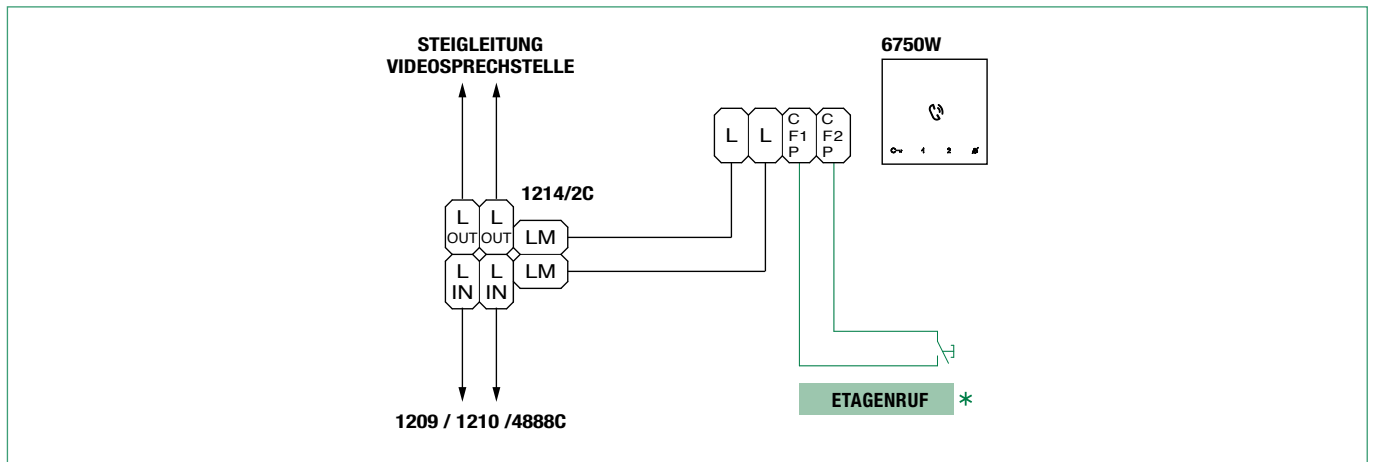 STEIGLEITUNG
VIDEOSPRECHSTELLE
6750W
L
L
C
F1
P
C
F2
P
1 2
1214/2C
L
OUT
L
OUT
LM
L
IN
L
IN
LM
ETAGENRUF *
1209 / 1210 /4888C